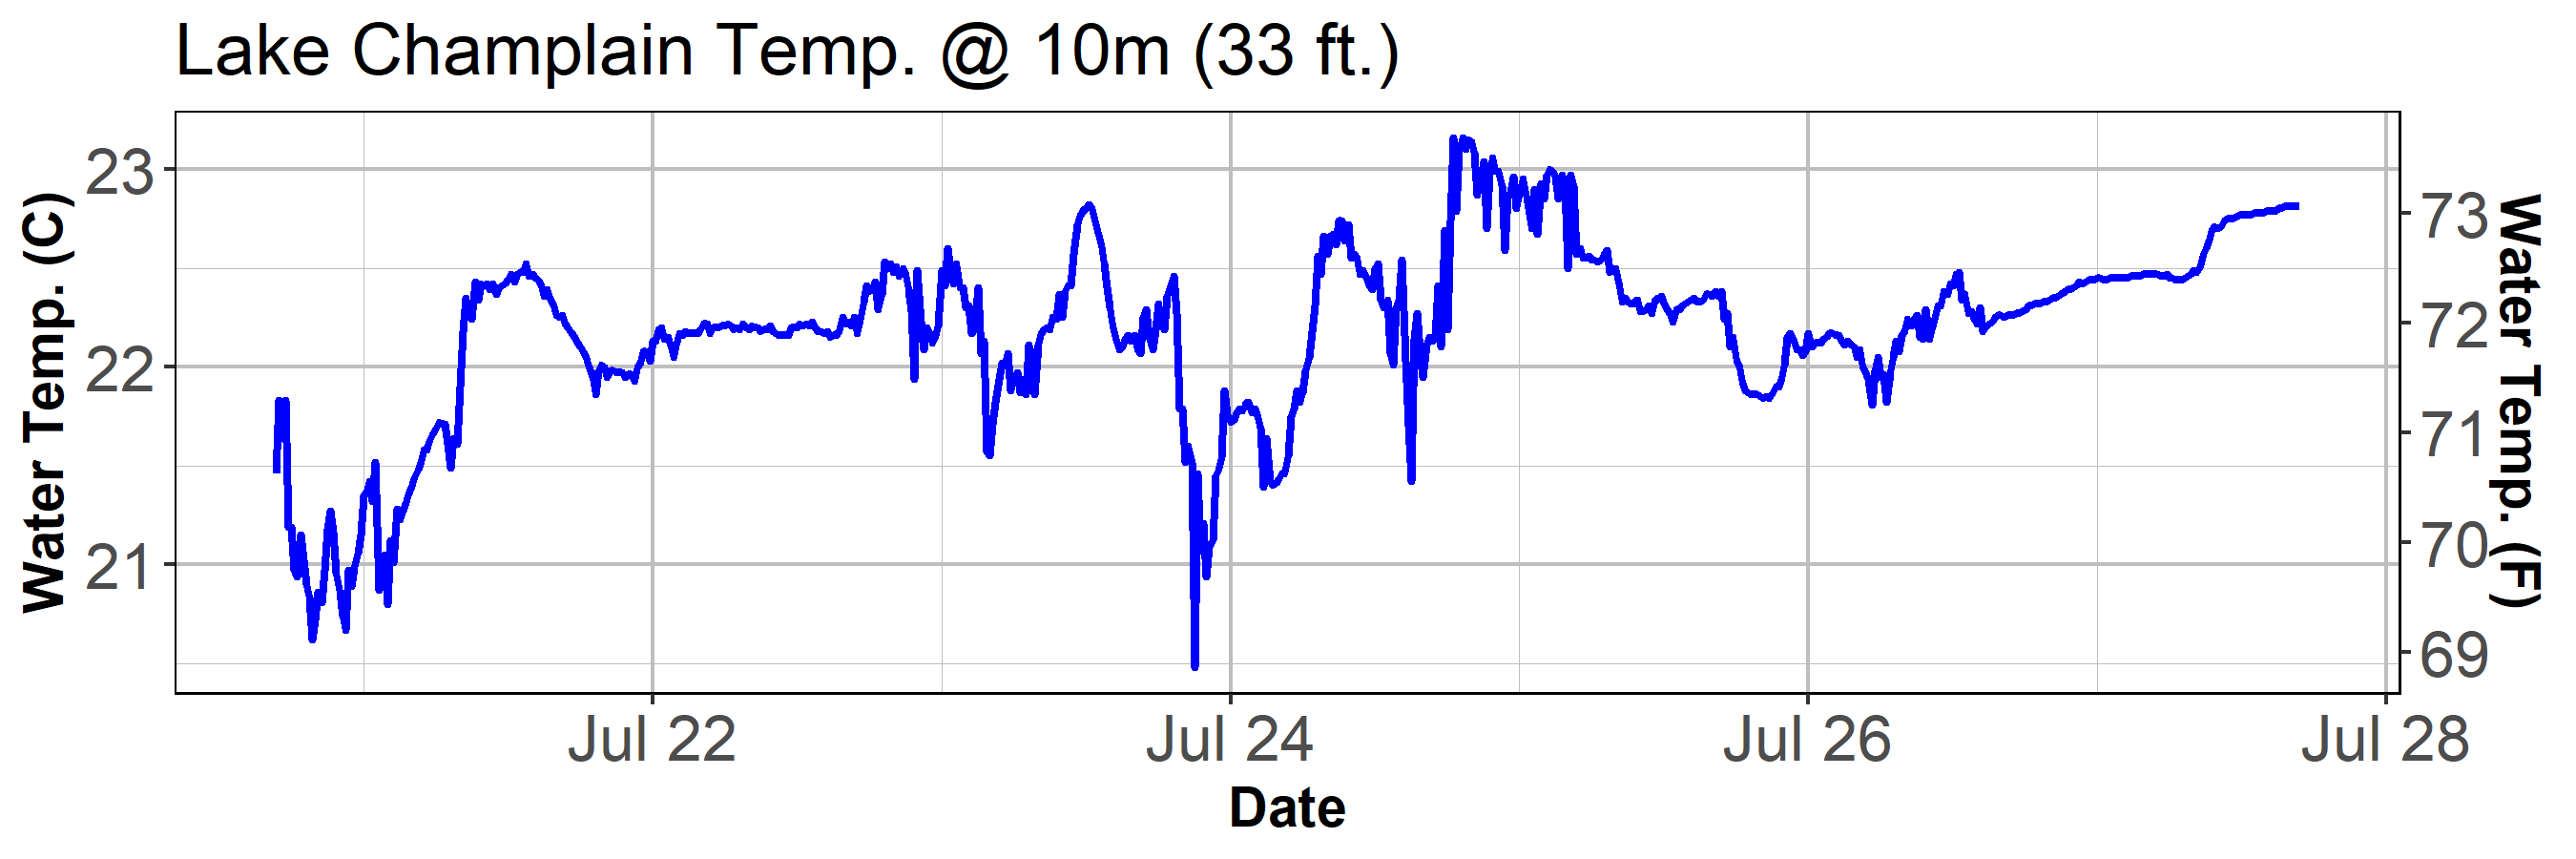 Lake Champlain Temp. @ 10m (33 ft.)
Water Temp. (C)
23
22
21
73
72
71
70
69
Water Temp. (F)
Jul 22
Jul 24
Jul 26
Jul 28
Date